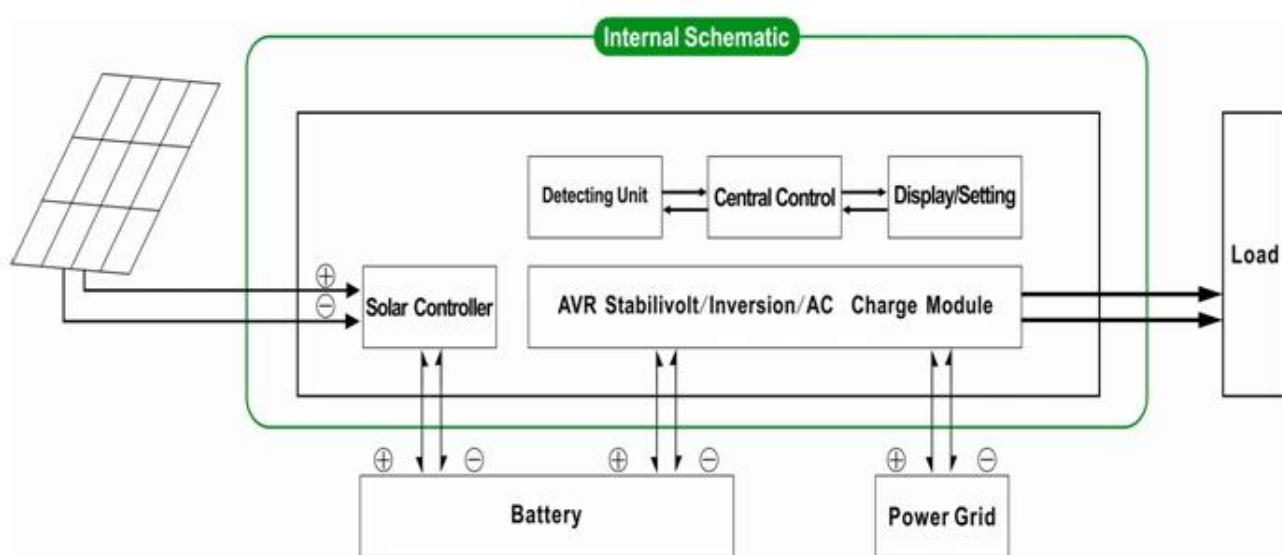 Internal Schematic
Detecting Unit
Central Control
Display/Setting
Load
⊕
⊖
Solar Controller
AVR Stabilivolt/Inversion/AC Charge Module
⊕ ⊖ ⊕ ⊖ ⊕ ⊖
Battery
Power Grid